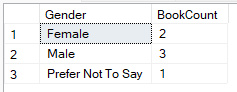 Gender BookCount
1 Female 2
2 Male 3
3 Prefer Not To Say 1